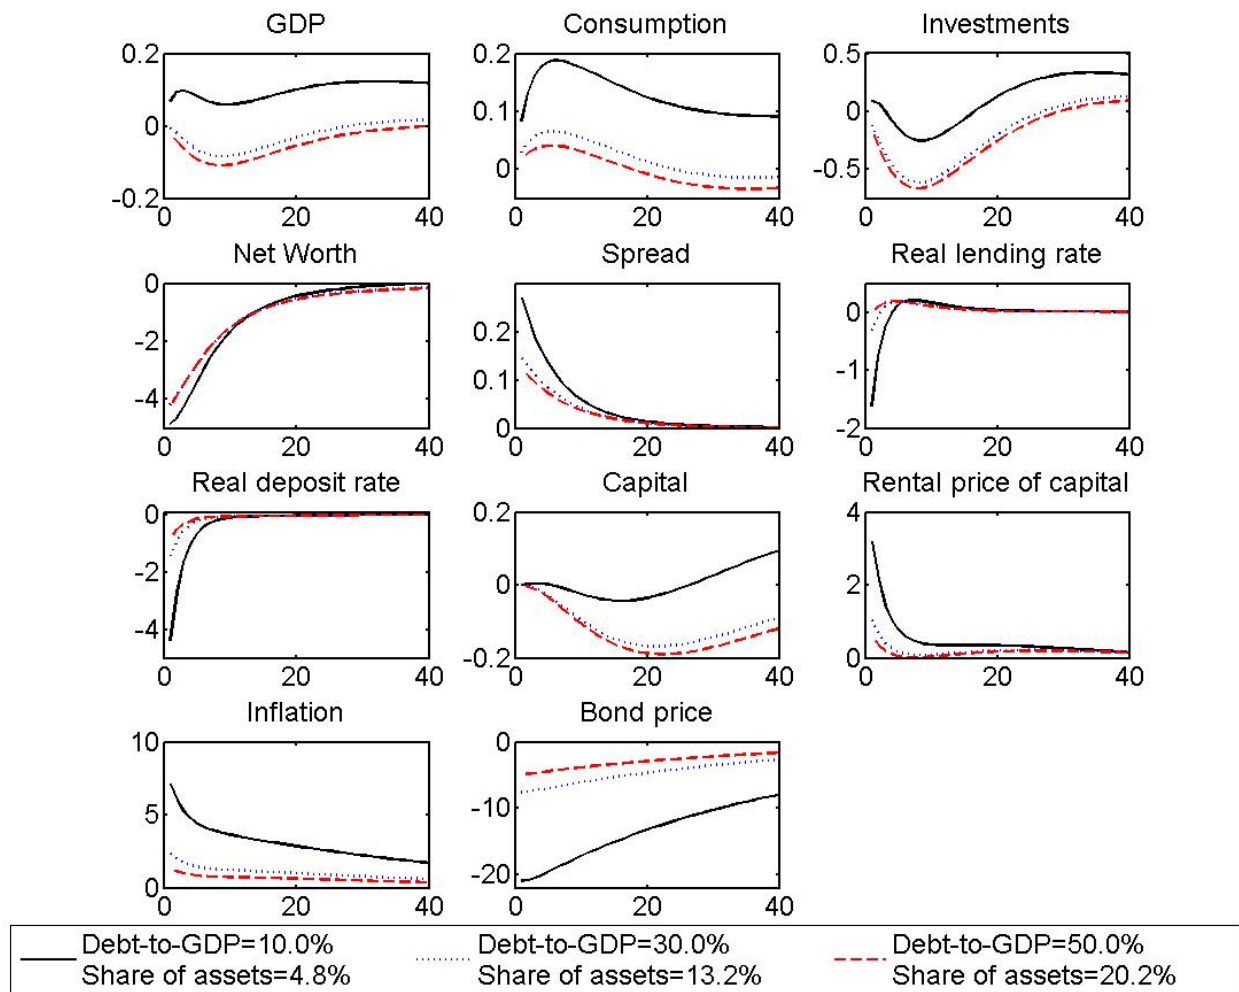 GDP
Consumption
Investments
0.2
0
-0.2
0 20 40
0.2
0.1
0
0 20 40
0.5
0
-0.5
0 20 40
Net Worth
Spread
Real lending rate
0
-2
-4
0 20 40
0.2
0.1
0
0 20 40
0
-1
-2
0 20 40
Real deposit rate
Capital
Rental price of capital
0
-2
-4
0 20 40
0.2
0
-0.2
0 20 40
4
2
0
0 20 40
Inflation
Bond price
10
5
0
0 20 40
0
-10
-20
0 20 40
Debt-to-GDP=10.0%
Share of assets=4.8%
Debt-to-GDP=30.0%
Share of assets=13.2%
Debt-to-GDP=50.0%
Share of assets=20.2%